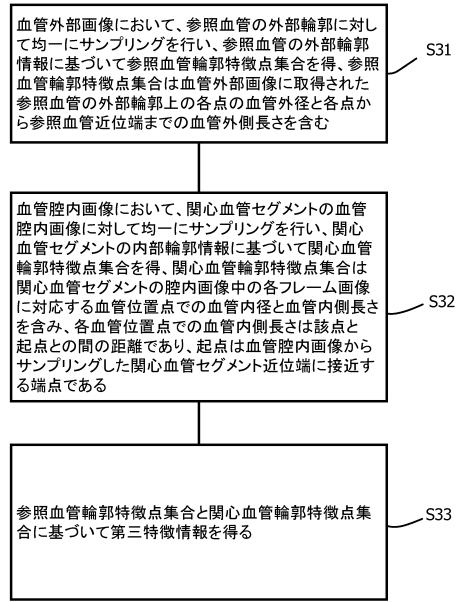 血管外部画像において、参照血管の外部輪郭に対し
て均一にサンプリングを行い、参照血管の外部輪郭
情報に基づいて参照血管輪郭特徴点集合を得、参照
血管輪郭特徴点集合は血管外部画像に取得された
参照血管の外部輪郭上の各点の血管外径と各点か
ら参照血管近位端までの血管外側長さを含む
S31
血管腔内画像において、関心血管セグメントの血管
腔内画像に対して均一にサンプリングを行い、関心
血管セグメントの内部輪郭情報に基づいて関心血管
輪郭特徴点集合を得、関心血管輪郭特徴点集合は
関心血管セグメントの腔内画像中の各フレーム画像
に対応する血管位置点での血管内径と血管内側長さ
を含み、各血管位置点での血管内側長さは該点と
起点との間の距離であり、起点は血管腔内画像から
サンプリングした関心血管セグメント近位端に接近す
る端点である
S32
参照血管輪郭特徴点集合と関心血管輪郭特徴点集
合に基づいて第三特徴情報を得る
S33